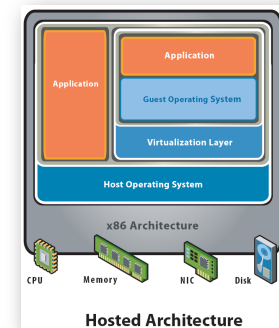 Application
Application
Guest Operating System
Virtualization Layer
Host Operating System
x86 Architecture
CPU Memory NIC Disk
Hosted Architecture